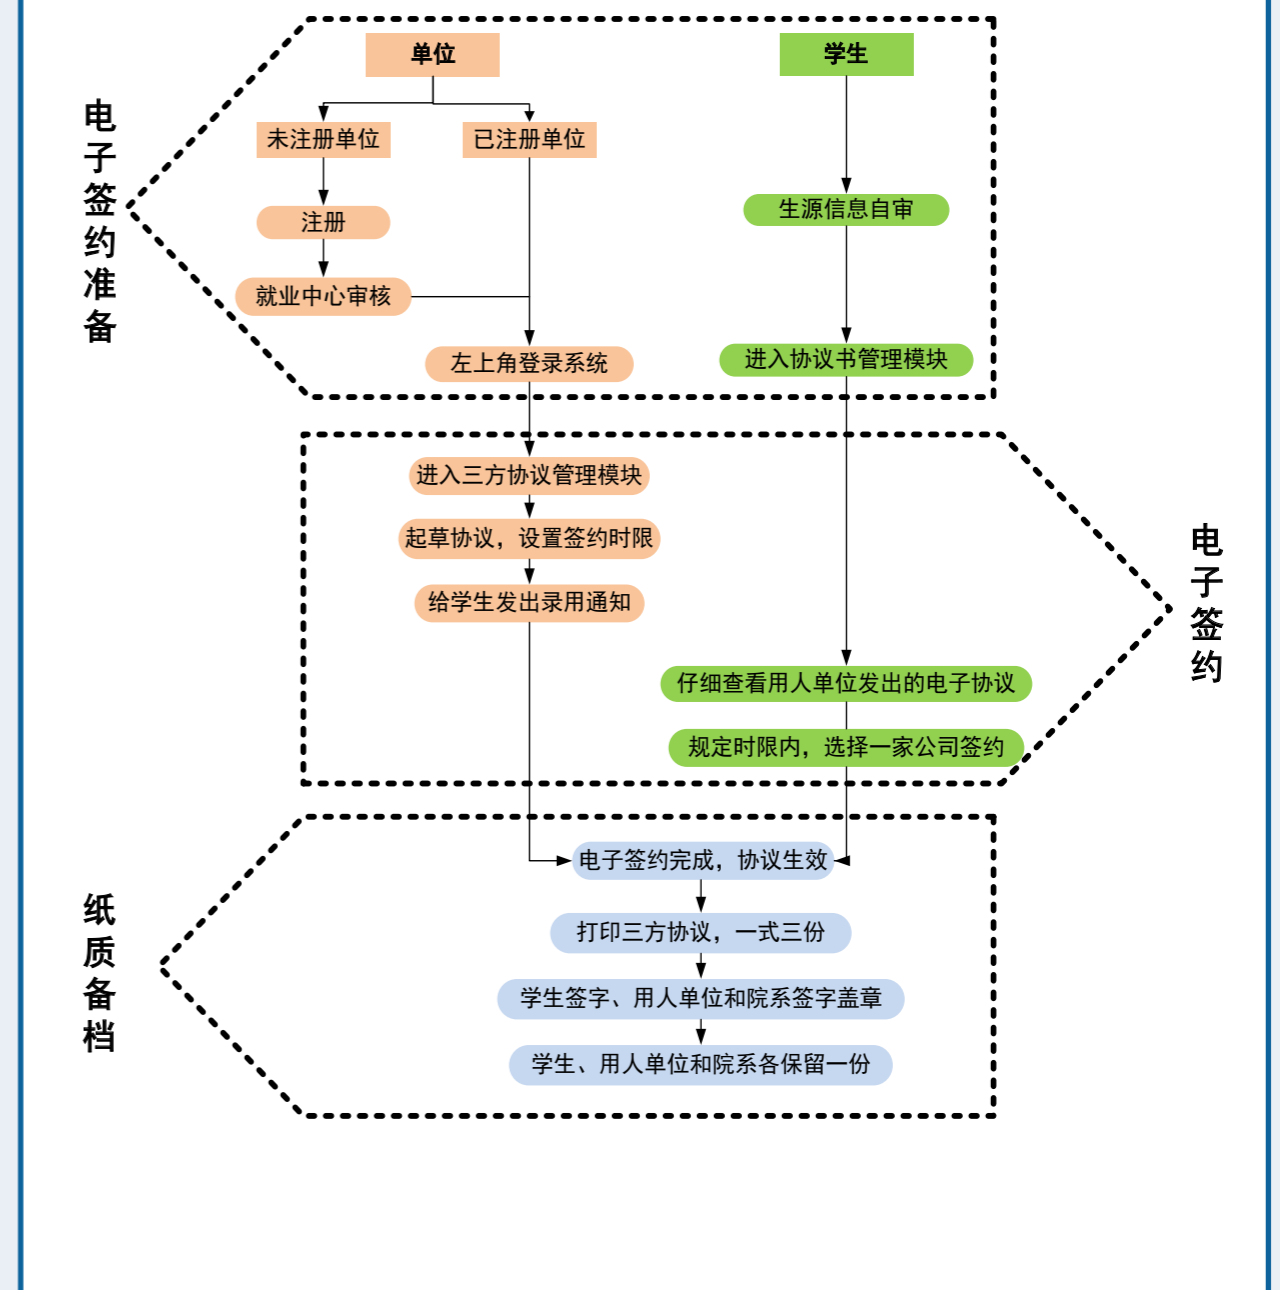 电子签约准备
单位
学生
未注册单位
已注册单位
注册
生源信息自审
就业中心审核
左上角登录系统
进入协议书管理模块
电子签约
进入三方协议管理模块
起草协议，设置签约时限
给学生发出录用通知
仔细查看用人单位发出的电子协议
规定时限内，选择一家公司签约
纸质备档
电子签约完成，协议生效
打印三方协议，一式三份
学生签字、用人单位和院系签字盖章
学生、用人单位和院系各保留一份